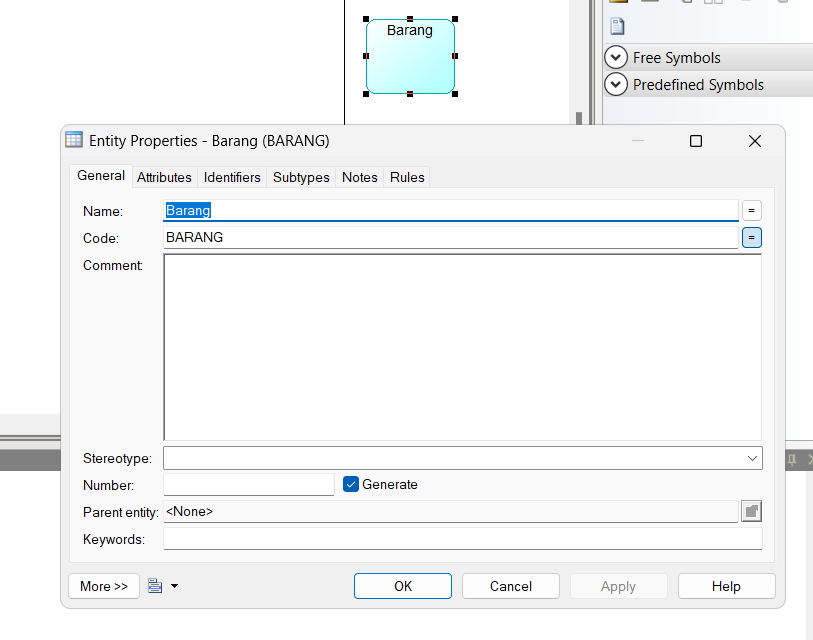 Barang
Free Symbols
Predefined Symbols
Entity Properties - Barang (BARANG)
General Attributes Identifiers Subtypes Notes Rules
Name: Barang =
Code: BARANG =
Comment:
Stereotype:
Number: Generate
Parent entity: <None>
Keywords:
More >> OK Cancel Apply Help